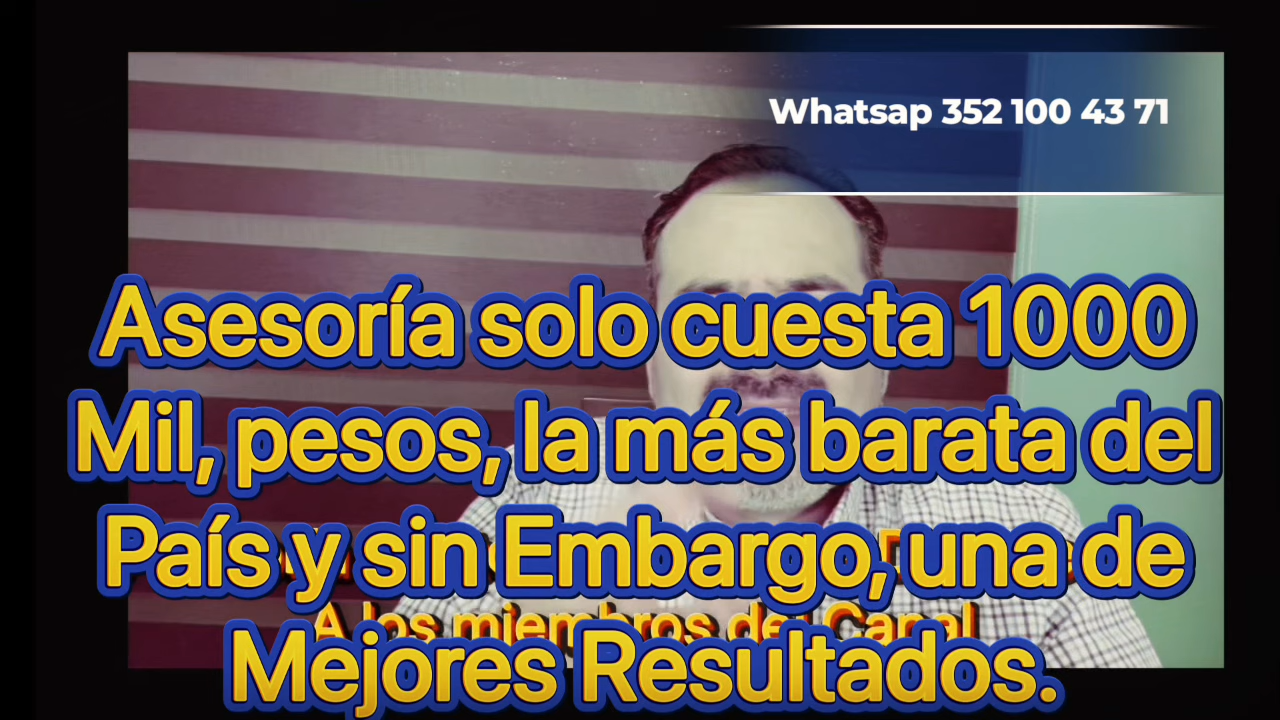 Whatsap 352 100 43 71
Asesoría solo cuesta 1000
Mil, pesos, la más barata del
País y sin Embargo, una de
A los miembros del Canal
Mejores Resultados.